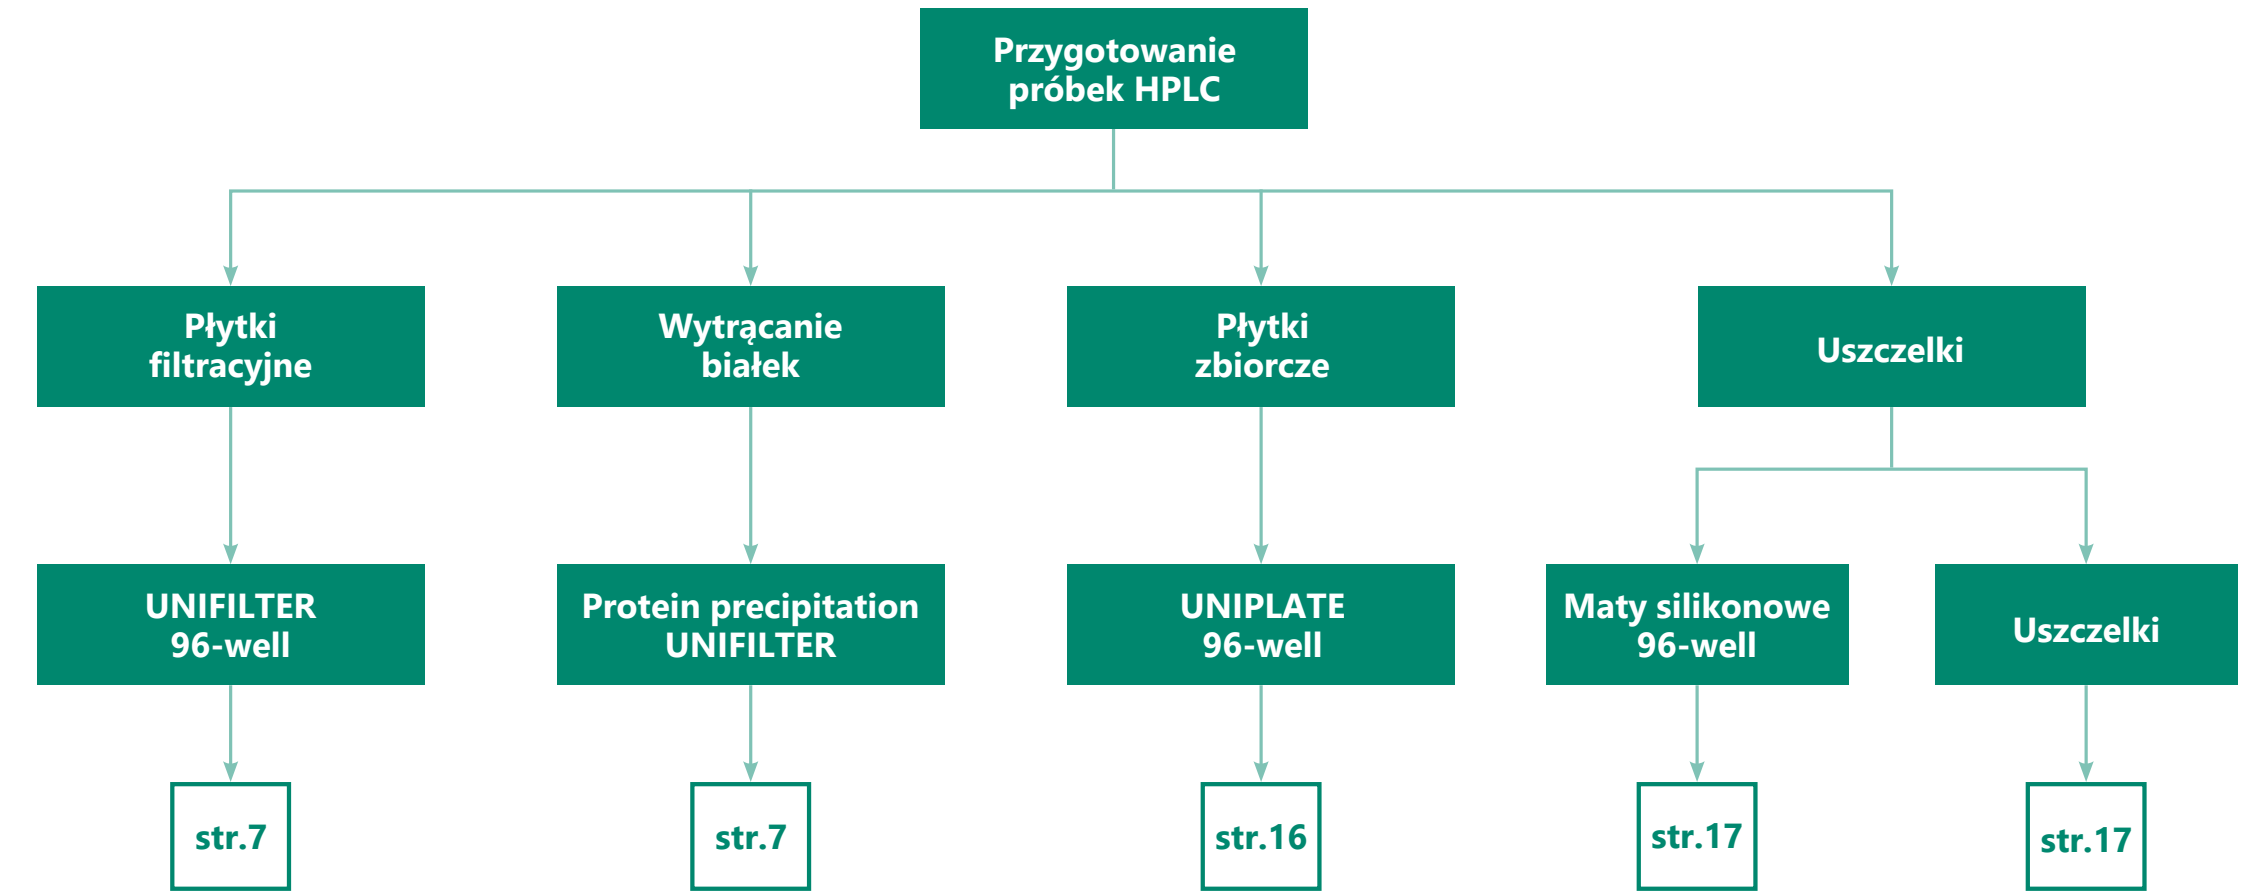 Przygotowanie
próbek HPLC
Płytki
filtracyjne
Wytrącanie
białek
Płytki
zbiorcze
Uszczelki
UNIFILTER
96-well
Protein precipitation
UNIFILTER
UNIPLATE
96-well
Maty silikonowe
96-well
Uszczelki
str.7
str.7
str.16
str.17
str.17